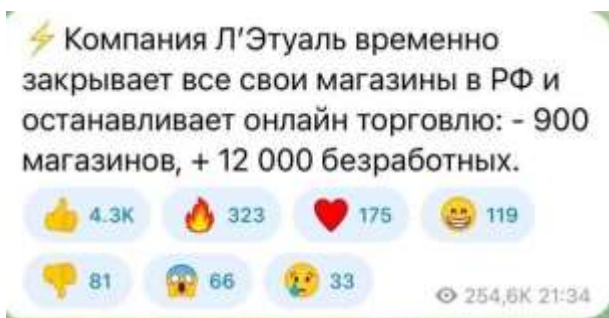 ⚡ Компания Л'Этуаль временно
закрывает все свои магазины в РФ и
останавливает онлайн торговлю: - 900
магазинов, + 12 000 безработных.
👍 4.3K 🔥 323 ❤️ 175 😁 119
👎 81 😱 66 😢 33 254,6K 21:34